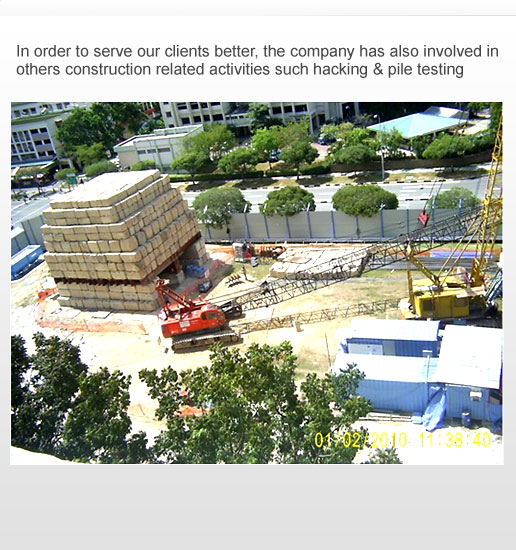 In order to serve our clients better, the company has also involved in
others construction related activities such hacking & pile testing
01/02/2010 11:38:40